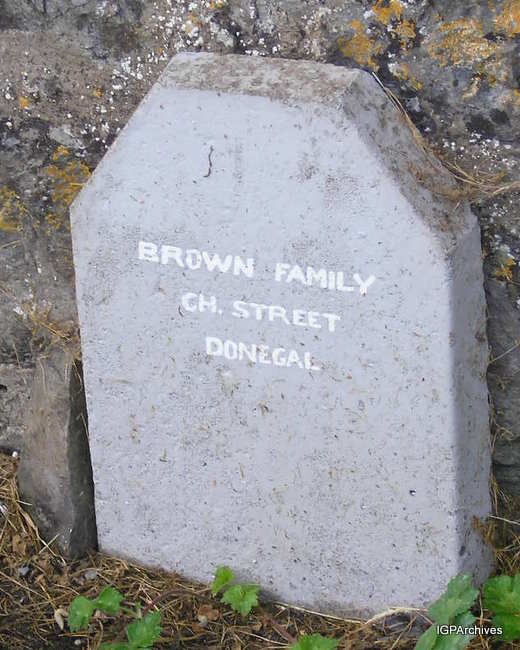 BROWN FAMILY
CH. STREET
DONEGAL
IGPArchives